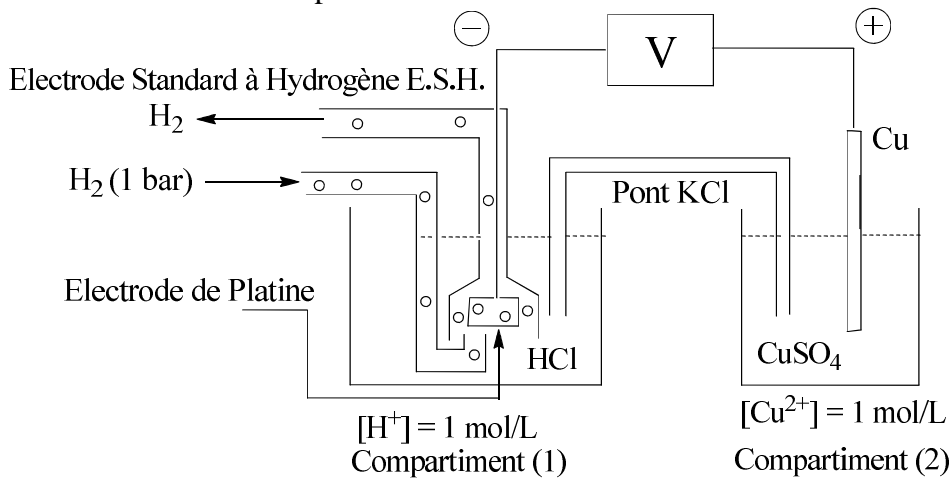 − +
V
Electrode Standard à Hydrogène E.S.H.
H₂
Cu
H₂ (1 bar)
Pont KCl
Electrode de Platine
HCl
CuSO₄
[H⁺] = 1 mol/L
[Cu²⁺] = 1 mol/L
Compartiment (1)
Compartiment (2)